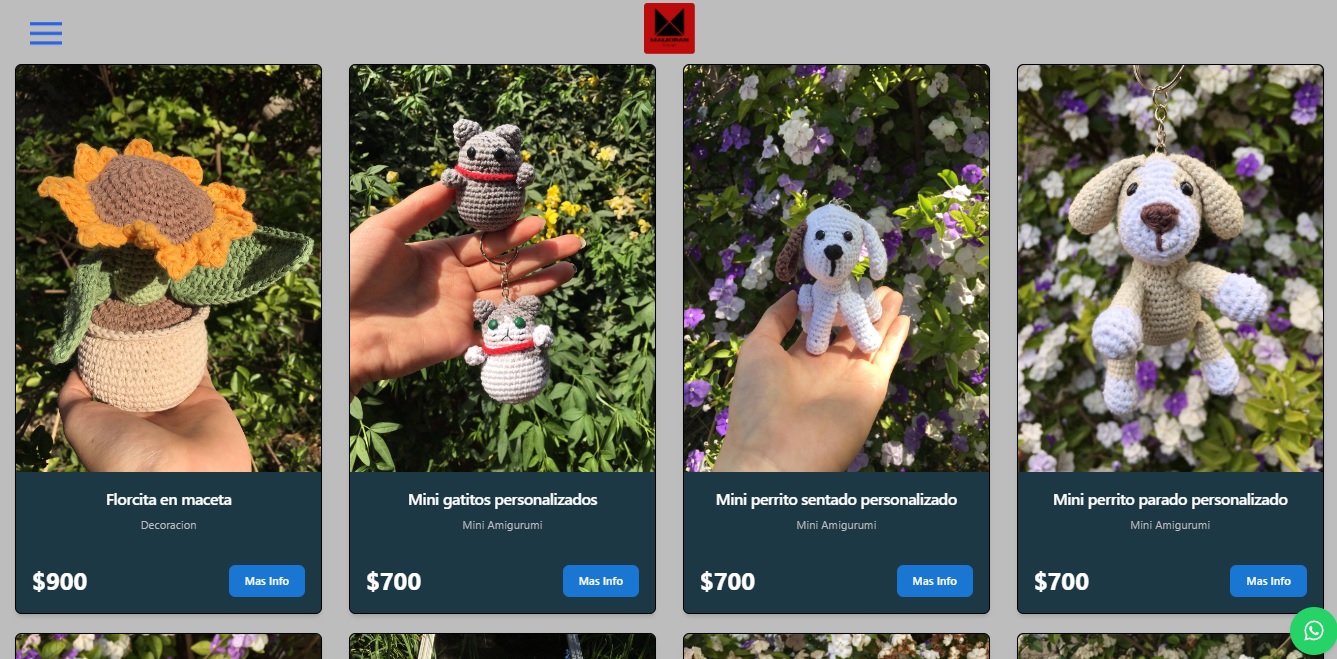 Florcita en maceta
Decoracion
$900
Mas Info
Mini gatitos personalizados
Mini Amigurumi
$700
Mas Info
Mini perrito sentado personalizado
Mini Amigurumi
$700
Mas Info
Mini perrito parado personalizado
Mini Amigurumi
$700
Mas Info